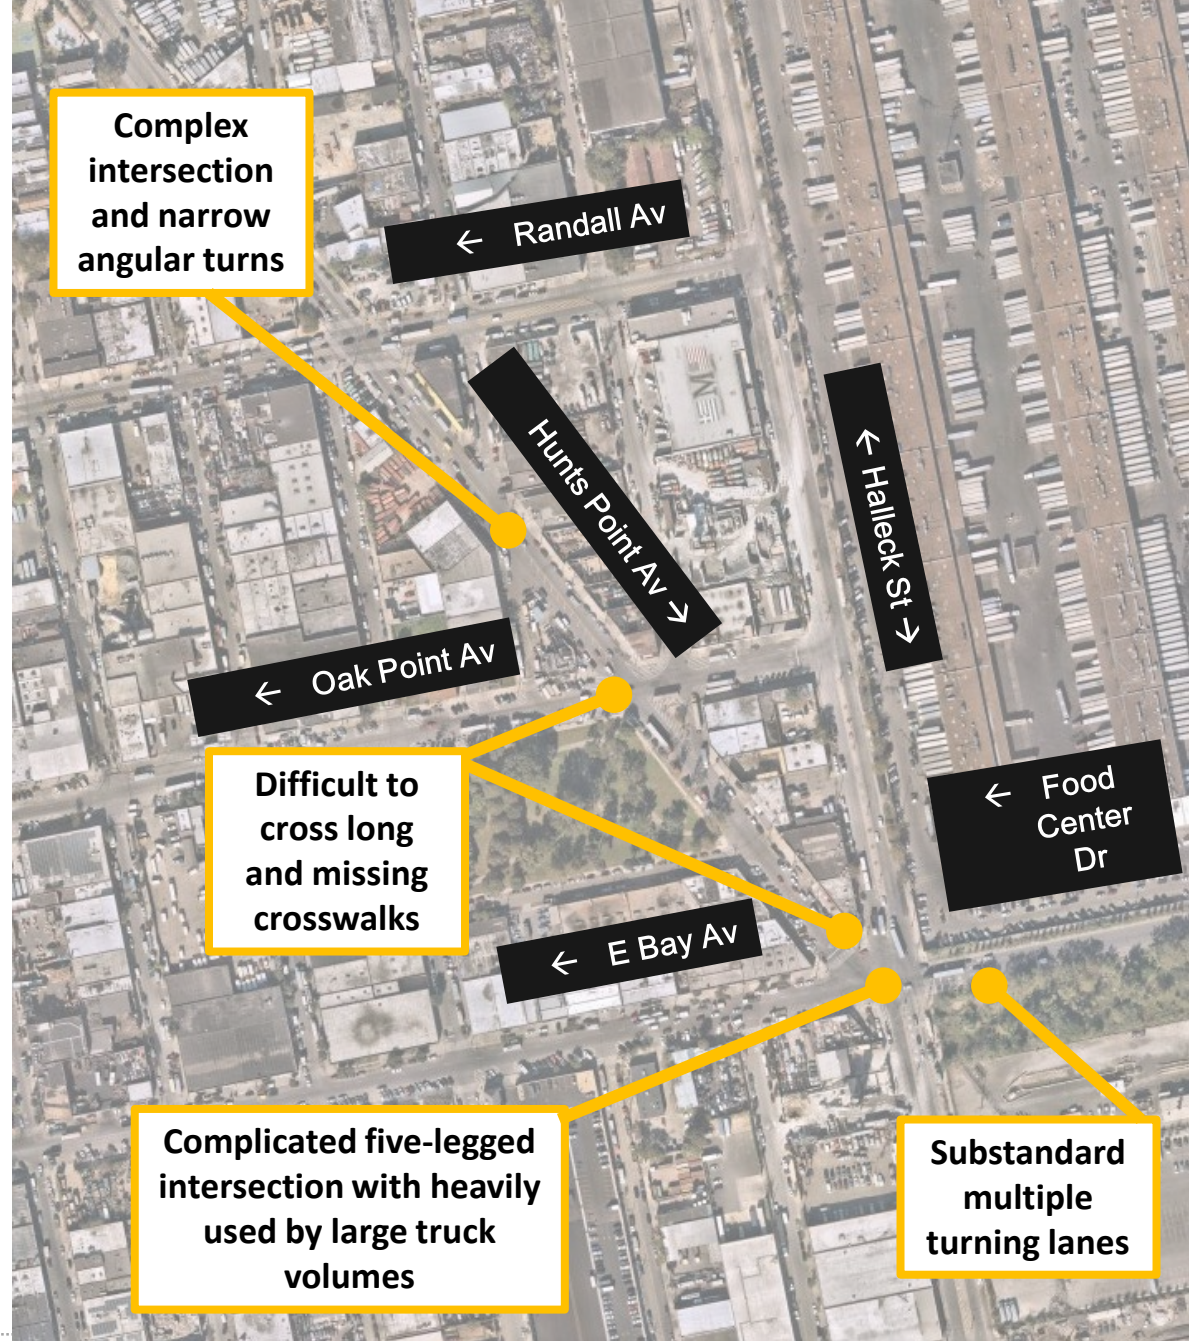 Complex
intersection
and narrow
angular turns
← Randall Av
Hunts Point Av →
← Halleck St →
← Oak Point Av
Difficult to
cross long
and missing
crosswalks
← Food
Center
Dr
← E Bay Av
Complicated five-legged
intersection with heavily
used by large truck
volumes
Substandard
multiple
turning lanes